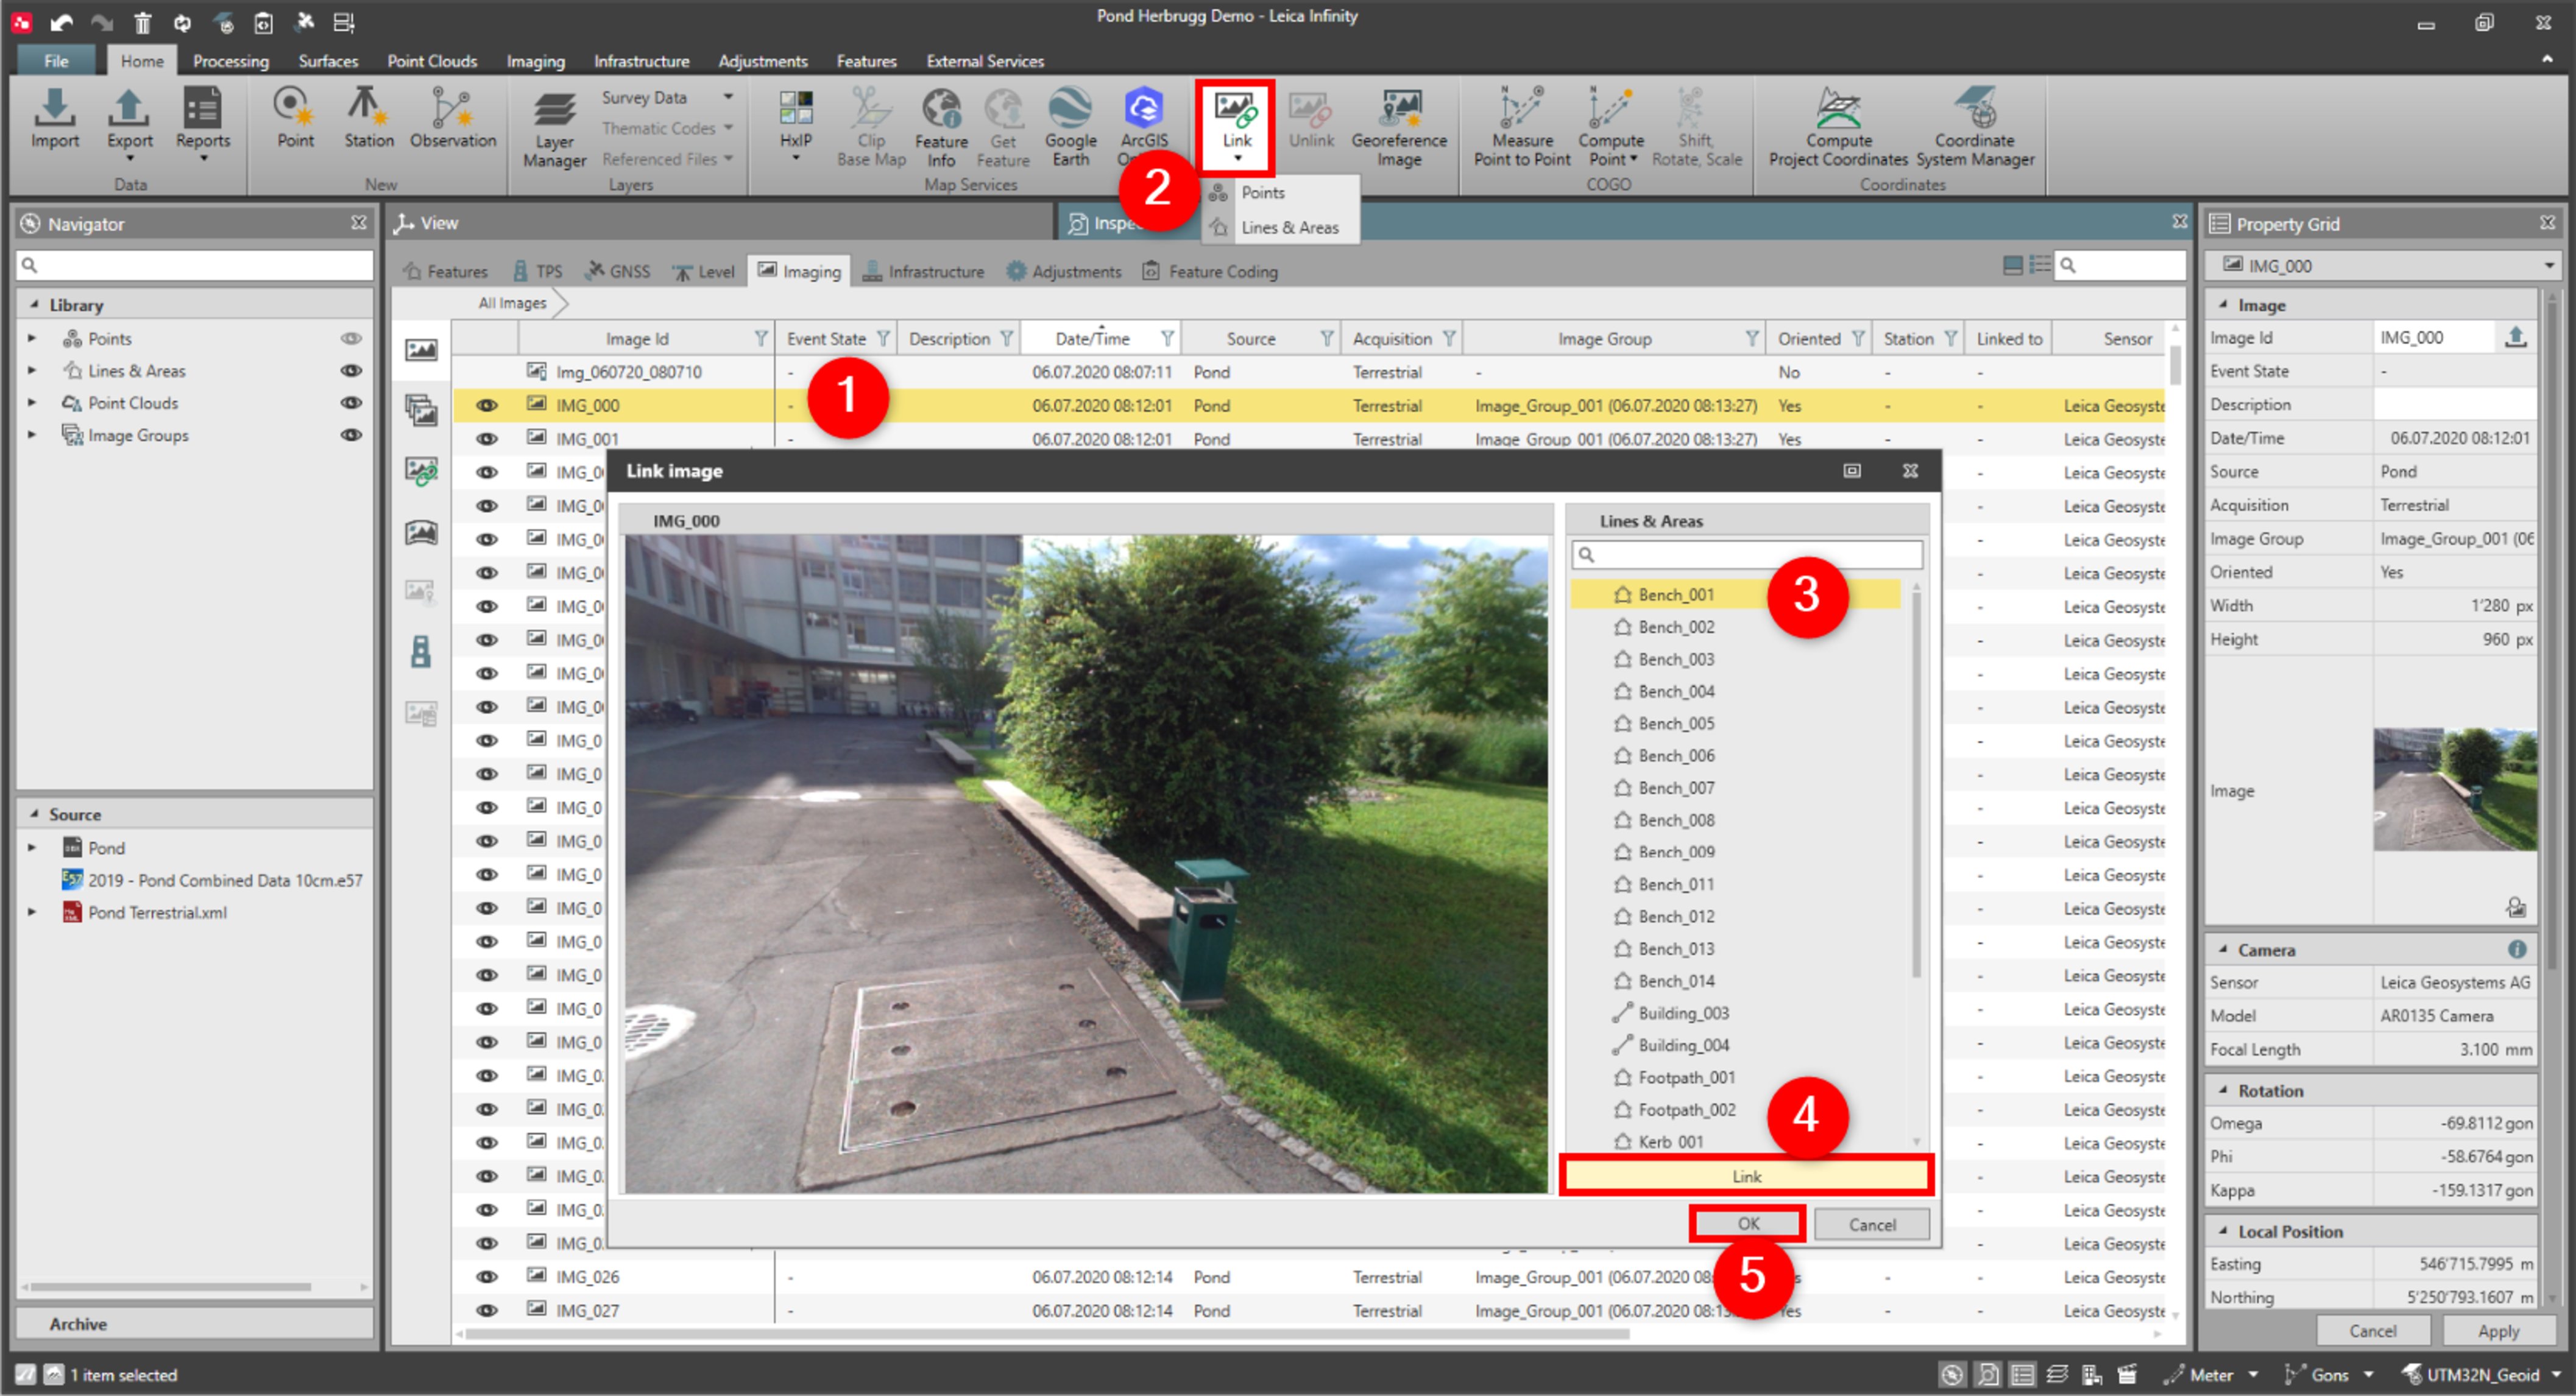 Pond Herbrugg Demo - Leica Infinity
File Home Processing Surfaces Point Clouds Imaging Infrastructure Adjustments Features External Services
Import Export Reports
Data
Point Station Observation
New
Layer Manager
Survey Data
Thematic Codes
Referenced Files
Layers
HxIP
Clip Base Map
Feature Info
Get Feature
Google Earth
ArcGIS
Map Services
Link
Unlink
Georeference Image
Measure Point to Point
Compute Point
Shift, Rotate, Scale
COGO
Compute Project Coordinates
Coordinate System Manager
Coordinates
2
Points
Lines & Areas
Navigator
Library
Points
Lines & Areas
Point Clouds
Image Groups
Source
Pond
2019 - Pond Combined Data 10cm.e57
Pond Terrestrial.xml
Archive
View
Features TPS GNSS Level Imaging Infrastructure Adjustments Feature Coding
All Images
Image Id Event State Description Date/Time Source Acquisition Image Group Oriented Station Linked to Sensor
Img_060720_080710 - 06.07.2020 08:07:11 Pond Terrestrial - No - -
IMG_000 - 06.07.2020 08:12:01 Pond Terrestrial Image_Group_001 (06.07.2020 08:13:27) Yes - - Leica Geosyste
IMG_001 - 06.07.2020 08:12:01 Pond Terrestrial Image_Group_001 (06.07.2020 08:13:27) Yes - - Leica Geosyste
1
Link image
IMG_000
Lines & Areas
Bench_001
3
Bench_002
Bench_003
Bench_004
Bench_005
Bench_006
Bench_007
Bench_008
Bench_009
Bench_011
Bench_012
Bench_013
Bench_014
Building_003
Building_004
Footpath_001
Footpath_002
Kerb_001
4
Link
OK Cancel
5
IMG_026 - 06.07.2020 08:12:14 Pond Terrestrial Image_Group_001 (06.07.2020 08: - - Leica Geosyste
IMG_027 - 06.07.2020 08:12:14 Pond Terrestrial Image_Group_001 (06.07.2020 08:13 Yes - - Leica Geosyste
Property Grid
IMG_000
Image
Image Id IMG_000
Event State -
Description
Date/Time 06.07.2020 08:12:01
Source Pond
Acquisition Terrestrial
Image Group Image_Group_001 (06
Oriented Yes
Width 1'280 px
Height 960 px
Image
Camera
Sensor Leica Geosystems AG
Model AR0135 Camera
Focal Length 3.100 mm
Rotation
Omega -69.8112 gon
Phi -58.6764 gon
Kappa -159.1317 gon
Local Position
Easting 546'715.7995 m
Northing 5'250'793.1607 m
Cancel Apply
1 item selected
Meter Gons UTM32N_Geoid